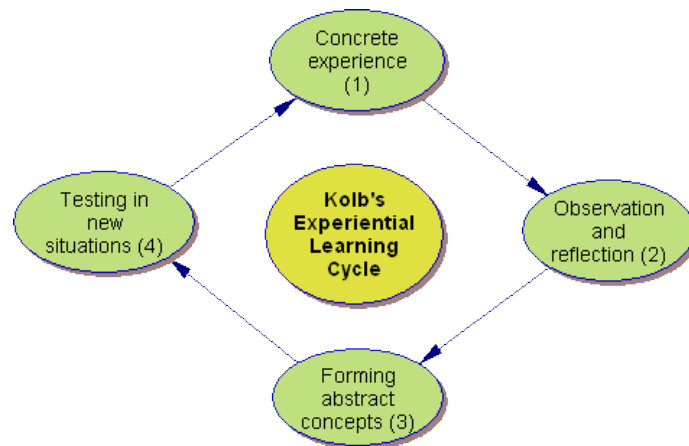 Concrete
experience
(1)
Testing in
new
situations (4)
Kolb's
Experiential
Learning
Cycle
Observation
and
reflection (2)
Forming
abstract
concepts (3)